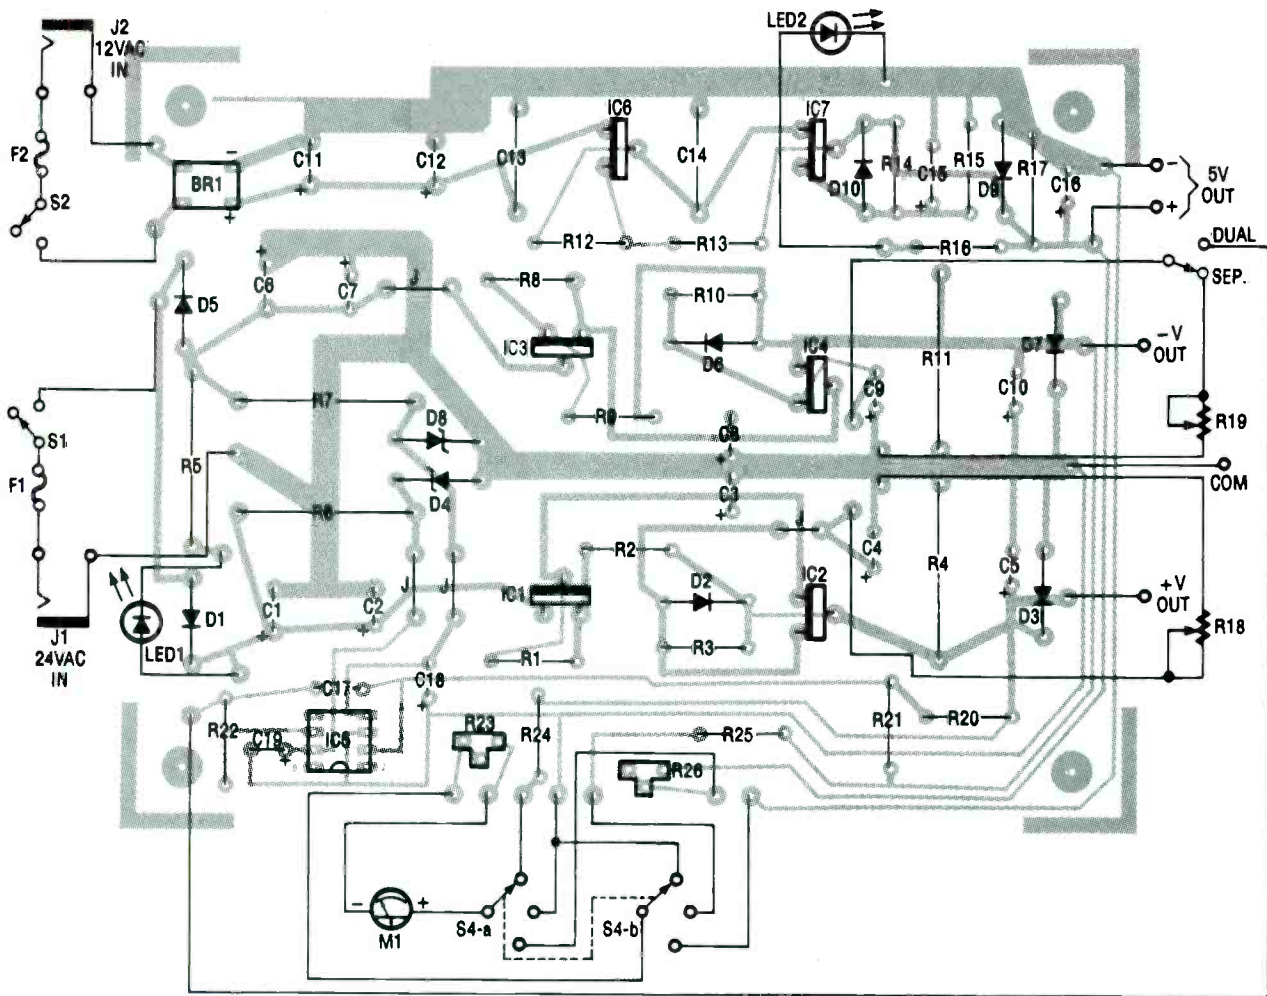 J2
12VAC
IN
LED2
IC6
IC7
F2
S2
BR1
-
+
C11
+
C12
+
C13
C14
D10
R14
C15
+
R15
D9
R17
C16
+
-
+
5V
OUT
R12
R13
R16
DUAL
SEP.
+
C6
+
C7
J
D5
R8
R10
IC3
D6
IC4
C9
+
R11
C10
+
D7
-V
OUT
R7
R9
D8
C8
+
R19
S1
F1
R5
R6
D4
C3
+
COM
J
R2
C4
+
R4
C5
+
D3
+V
OUT
J1
24VAC
IN
LED1
D1
C1
+
C2
+
J
J
IC1
D2
IC2
R3
R1
R18
C17
C18
+
R22
C19
+
IC5
R23
R24
R25
R26
R21
R20
-
+
M1
S4-a
S4-b